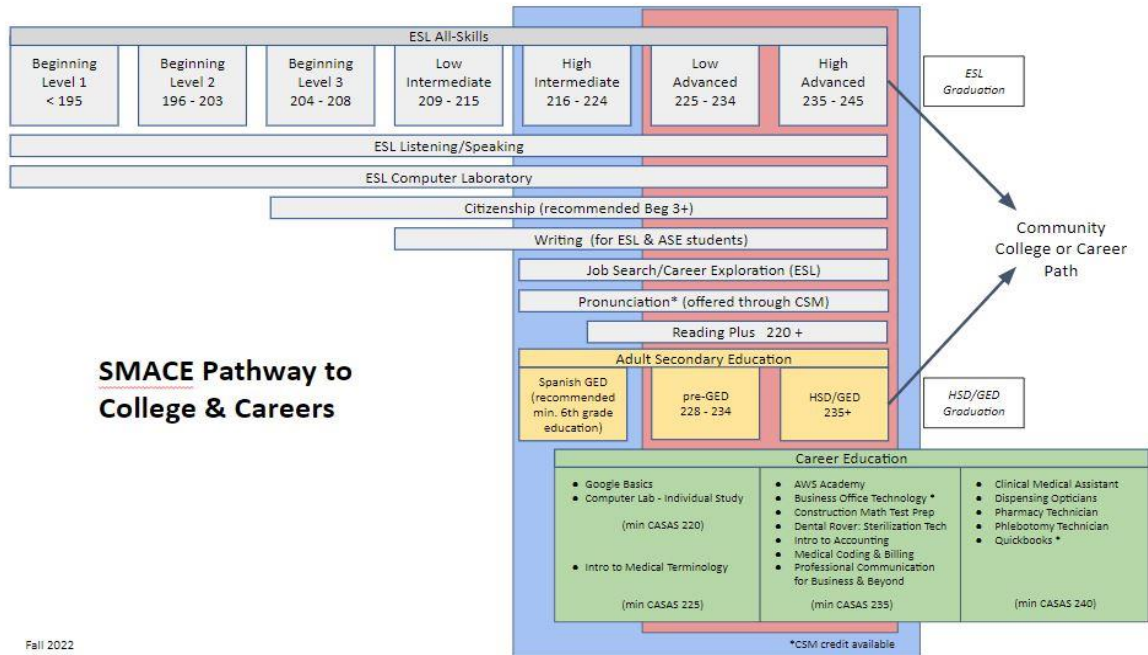 ESL All-Skills
Beginning
Level 1
< 195
Beginning
Level 2
196 - 203
Beginning
Level 3
204 - 208
Low
Intermediate
209 - 215
High
Intermediate
216 - 224
Low
Advanced
225 - 234
High
Advanced
235 - 245
ESL
Graduation
ESL Listening/Speaking
ESL Computer Laboratory
Citizenship (recommended Beg 3+)
Writing (for ESL & ASE students)
Job Search/Career Exploration (ESL)
Pronunciation* (offered through CSM)
Reading Plus 220 +
Community
College or Career
Path
SMACE Pathway to
College & Careers
Adult Secondary Education
Spanish GED
(recommended
min. 6th grade
education)
pre-GED
228 - 234
HSD/GED
235+
HSD/GED
Graduation
Career Education
• Google Basics
• Computer Lab - Individual Study
(min CASAS 220)
• Intro to Medical Terminology
(min CASAS 225)
• AWS Academy
• Business Office Technology *
• Construction Math Test Prep
• Dental Rover: Sterilization Tech
• Intro to Accounting
• Medical Coding & Billing
• Professional Communication
for Business & Beyond
(min CASAS 235)
• Clinical Medical Assistant
• Dispensing Opticians
• Pharmacy Technician
• Phlebotomy Technician
• Quickbooks *
(min CASAS 240)
Fall 2022
*CSM credit available